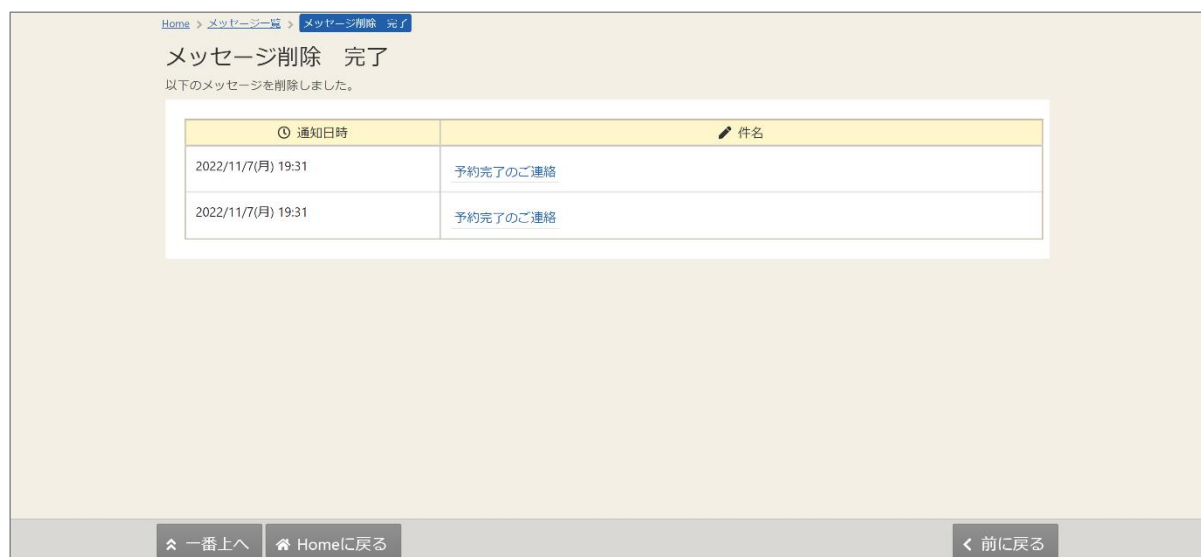 Home > メッセージ一覧 > メッセージ削除　完了
メッセージ削除　完了
以下のメッセージを削除しました。
通知日時 件名
2022/11/7(月) 19:31 予約完了のご連絡
2022/11/7(月) 19:31 予約完了のご連絡
一番上へ Homeに戻る 前に戻る